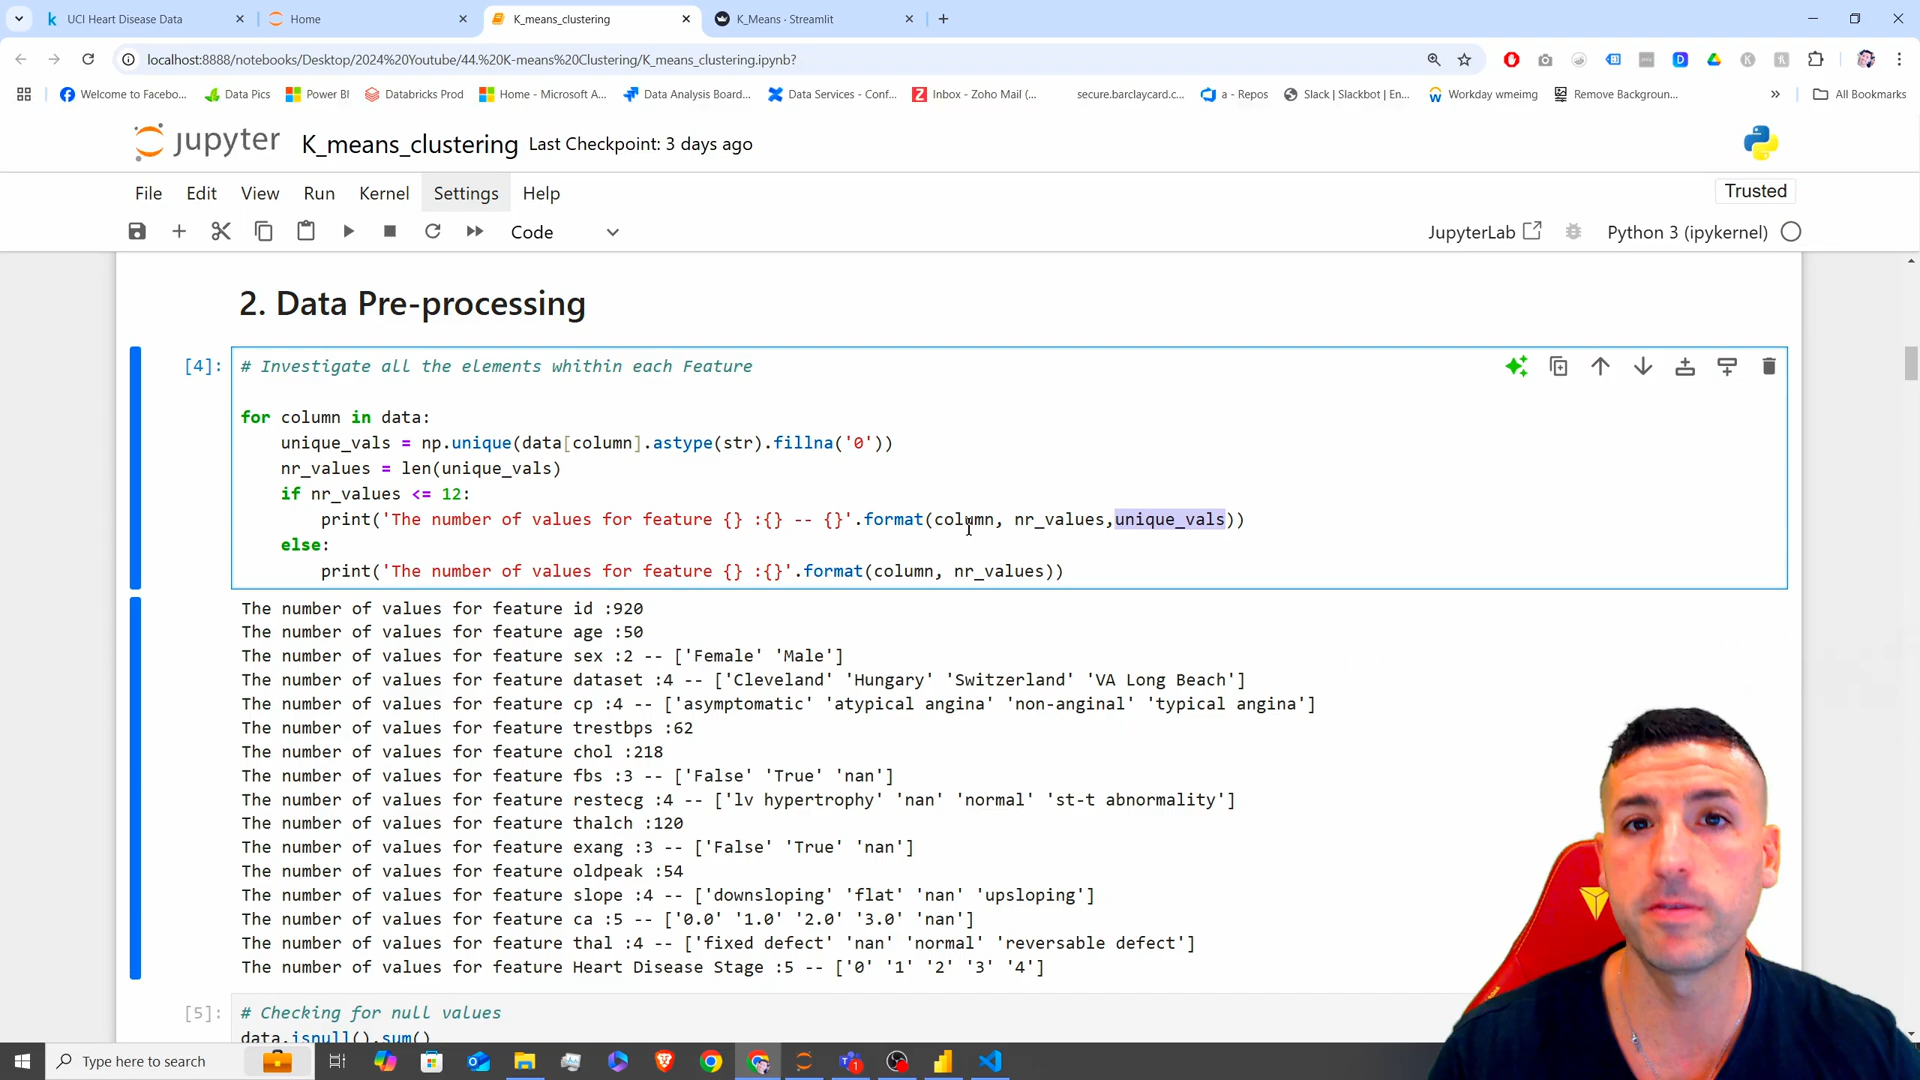 UCI Heart Disease Data
Home
K_means_clustering
K_Means · Streamlit
localhost:8888/notebooks/Desktop/2024%20Youtube/44.%20K-means%20Clustering/K_means_clustering.ipynb?
Welcome to Facebo...
Data Pics
Power BI
Databricks Prod
Home - Microsoft A...
Data Analysis Board...
Data Services - Conf...
Inbox - Zoho Mail (...
secure.barclaycard.c...
a - Repos
Slack | Slackbot | En...
Workday wmeimg
Remove Backgroun...
All Bookmarks
jupyter K_means_clustering Last Checkpoint: 3 days ago
File Edit View Run Kernel Settings Help
Trusted
Code
JupyterLab
Python 3 (ipykernel)
2. Data Pre-processing
[4]: # Investigate all the elements whithin each Feature
for column in data:
    unique_vals = np.unique(data[column].astype(str).fillna('0'))
    nr_values = len(unique_vals)
    if nr_values <= 12:
        print('The number of values for feature {} :{} -- {}'.format(column, nr_values,unique_vals))
    else:
        print('The number of values for feature {} :{}'.format(column, nr_values))
The number of values for feature id :920
The number of values for feature age :50
The number of values for feature sex :2 -- ['Female' 'Male']
The number of values for feature dataset :4 -- ['Cleveland' 'Hungary' 'Switzerland' 'VA Long Beach']
The number of values for feature cp :4 -- ['asymptomatic' 'atypical angina' 'non-anginal' 'typical angina']
The number of values for feature trestbps :62
The number of values for feature chol :218
The number of values for feature fbs :3 -- ['False' 'True' 'nan']
The number of values for feature restecg :4 -- ['lv hypertrophy' 'nan' 'normal' 'st-t abnormality']
The number of values for feature thalch :120
The number of values for feature exang :3 -- ['False' 'True' 'nan']
The number of values for feature oldpeak :54
The number of values for feature slope :4 -- ['downsloping' 'flat' 'nan' 'upsloping']
The number of values for feature ca :5 -- ['0.0' '1.0' '2.0' '3.0' 'nan']
The number of values for feature thal :4 -- ['fixed defect' 'nan' 'normal' 'reversable defect']
The number of values for feature Heart Disease Stage :5 -- ['0' '1' '2' '3' '4']
[5]: # Checking for null values
data.isnull().sum()
Type here to search